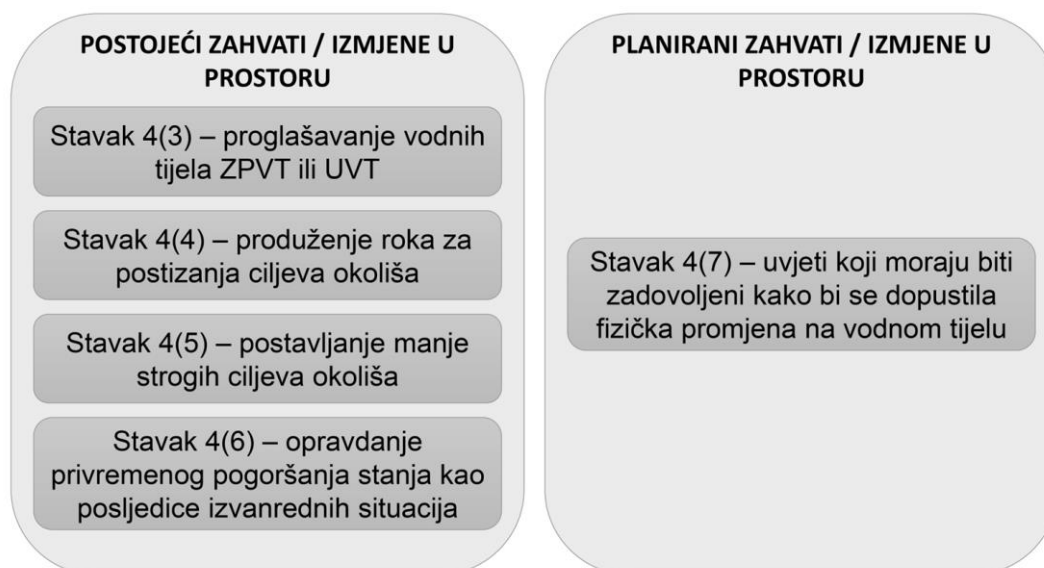 POSTOJEĆI ZAHVATI / IZMJENE U
PROSTORU
Stavak 4(3) – proglašavanje vodnih
tijela ZPVT ili UVT
Stavak 4(4) – produženje roka za
postizanja ciljeva okoliša
Stavak 4(5) – postavljanje manje
strogih ciljeva okoliša
Stavak 4(6) – opravdanje
privremenog pogoršanja stanja kao
posljedice izvanrednih situacija
PLANIRANI ZAHVATI / IZMJENE U
PROSTORU
Stavak 4(7) – uvjeti koji moraju biti
zadovoljeni kako bi se dopustila
fizička promjena na vodnom tijelu